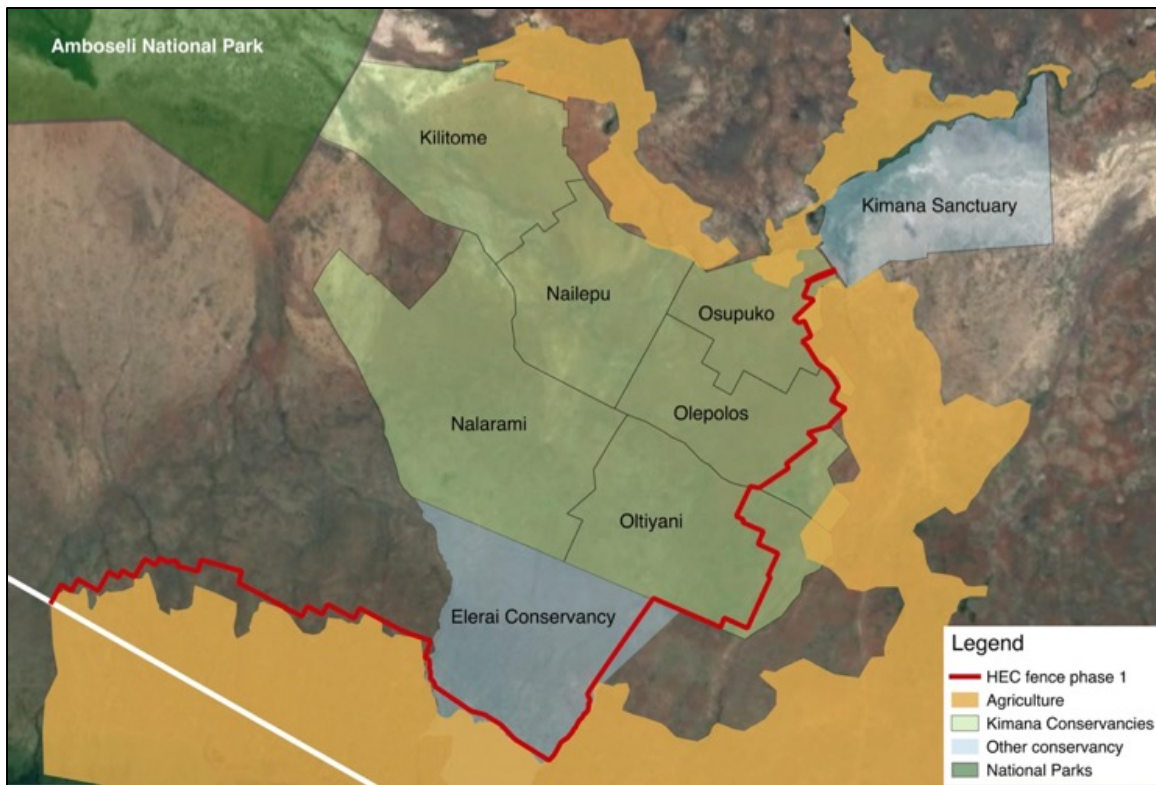 Amboseli National Park
Kilitome
Kimana Sanctuary
Nailepu
Osupuko
Nalarami
Olepolos
Oltiyani
Elerai Conservancy
Legend
HEC fence phase 1
Agriculture
Kimana Conservancies
Other conservancy
National Parks